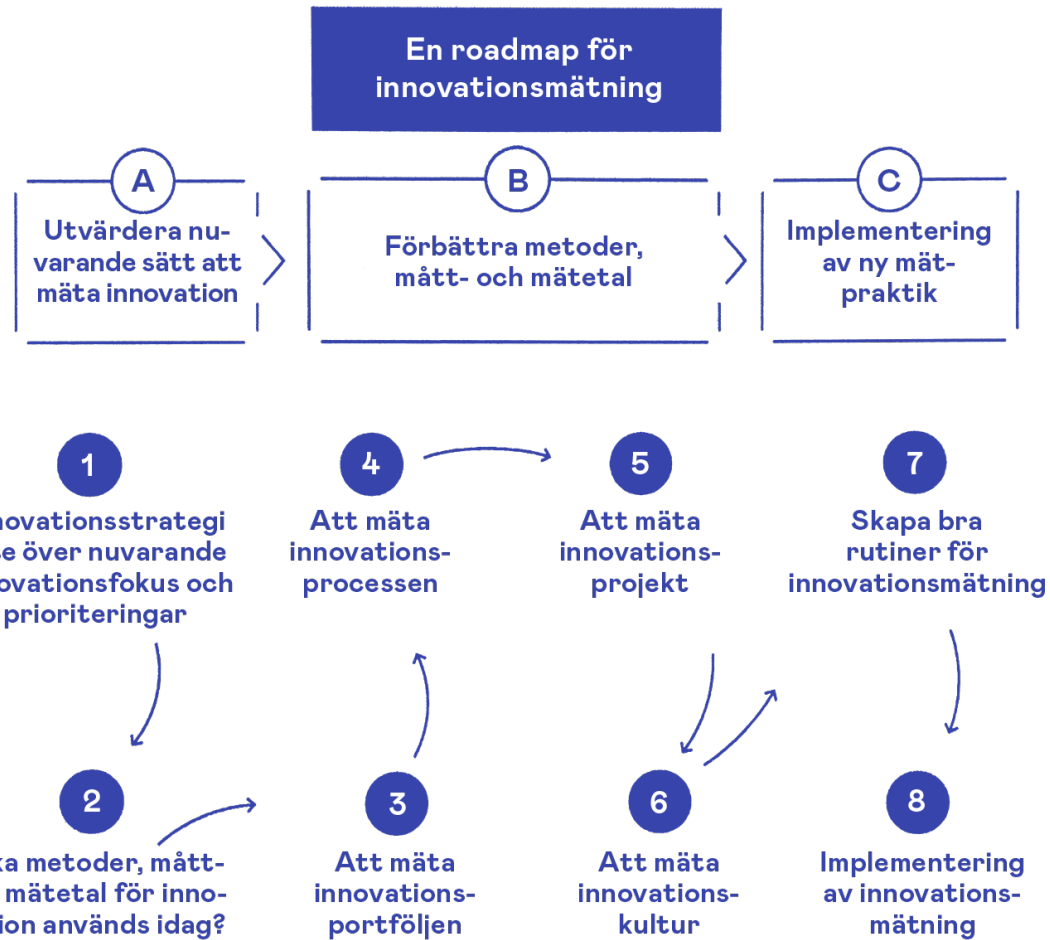 En roadmap för
innovationsmätning
A
Utvärdera nu-
varande sätt att
mäta innovation
B
Förbättra metoder,
mått- och mätetal
C
Implementering
av ny mät-
praktik
1
novationsstrategi
över nuvarande
ovationsfokus och
prioriteringar
2
ka metoder, mått-
mätetal för inno-
ion används idag?
3
Att mäta
innovations-
portföljen
4
Att mäta
innovations-
processen
5
Att mäta
innovations-
projekt
6
Att mäta
innovations-
kultur
7
Skapa bra
rutiner för
innovationsmätning
8
Implementering
av innovations-
mätning